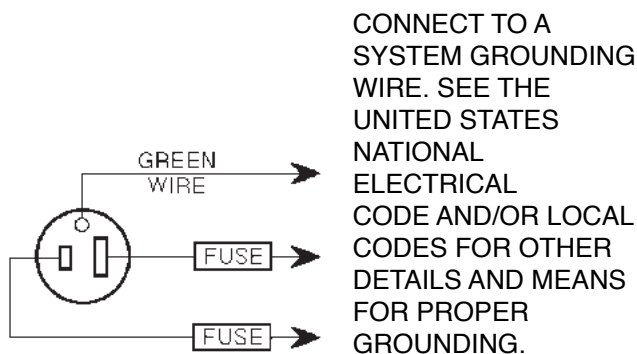 GREEN
WIRE
FUSE
FUSE
CONNECT TO A
SYSTEM GROUNDING
WIRE. SEE THE
UNITED STATES
NATIONAL
ELECTRICAL
CODE AND/OR LOCAL
CODES FOR OTHER
DETAILS AND MEANS
FOR PROPER
GROUNDING.